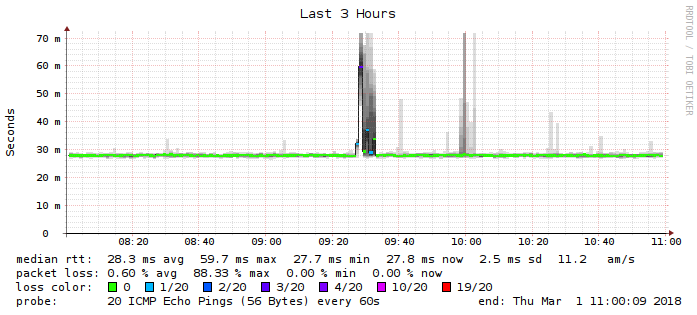 Last 3 Hours
RRDTOOL / TOBI OETIKER
Seconds
70 m
60 m
50 m
40 m
30 m
20 m
10 m
0
08:20 08:40 09:00 09:20 09:40 10:00 10:20 10:40 11:00
median rtt: 28.3 ms avg 59.7 ms max 27.7 ms min 27.8 ms now 2.5 ms sd 11.2 am/s
packet loss: 0.60 % avg 88.33 % max 0.00 % min 0.00 % now
loss color: 0 1/20 2/20 3/20 4/20 10/20 19/20
probe: 20 ICMP Echo Pings (56 Bytes) every 60s end: Thu Mar 1 11:00:09 2018